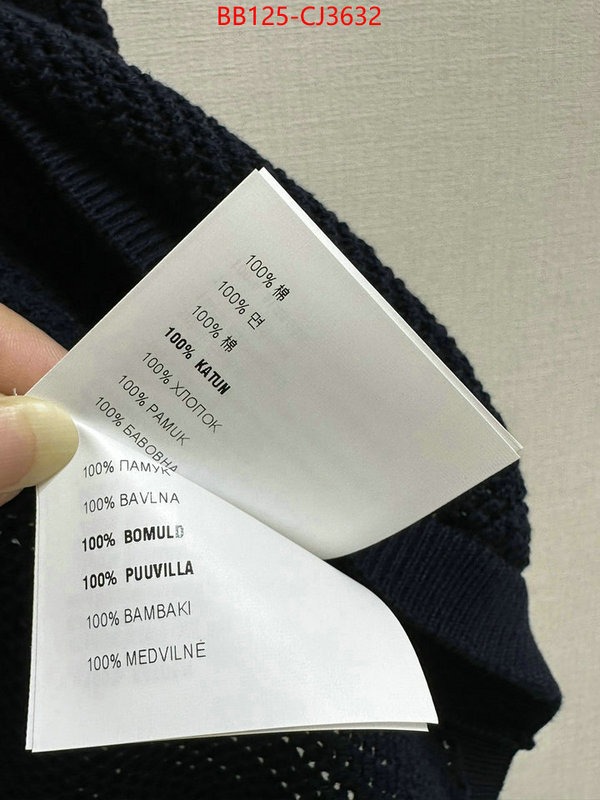 BB125-CJ3632
100% 棉
100% 면
100% 棉
100% KATUN
100% ХЛОПОК
100% PAMUK
100% БАВОВНА
100% ПАМУК
100% BAVLNA
100% BOMULD
100% PUUVILLA
100% BAMBAKI
100% MEDVILNĖ